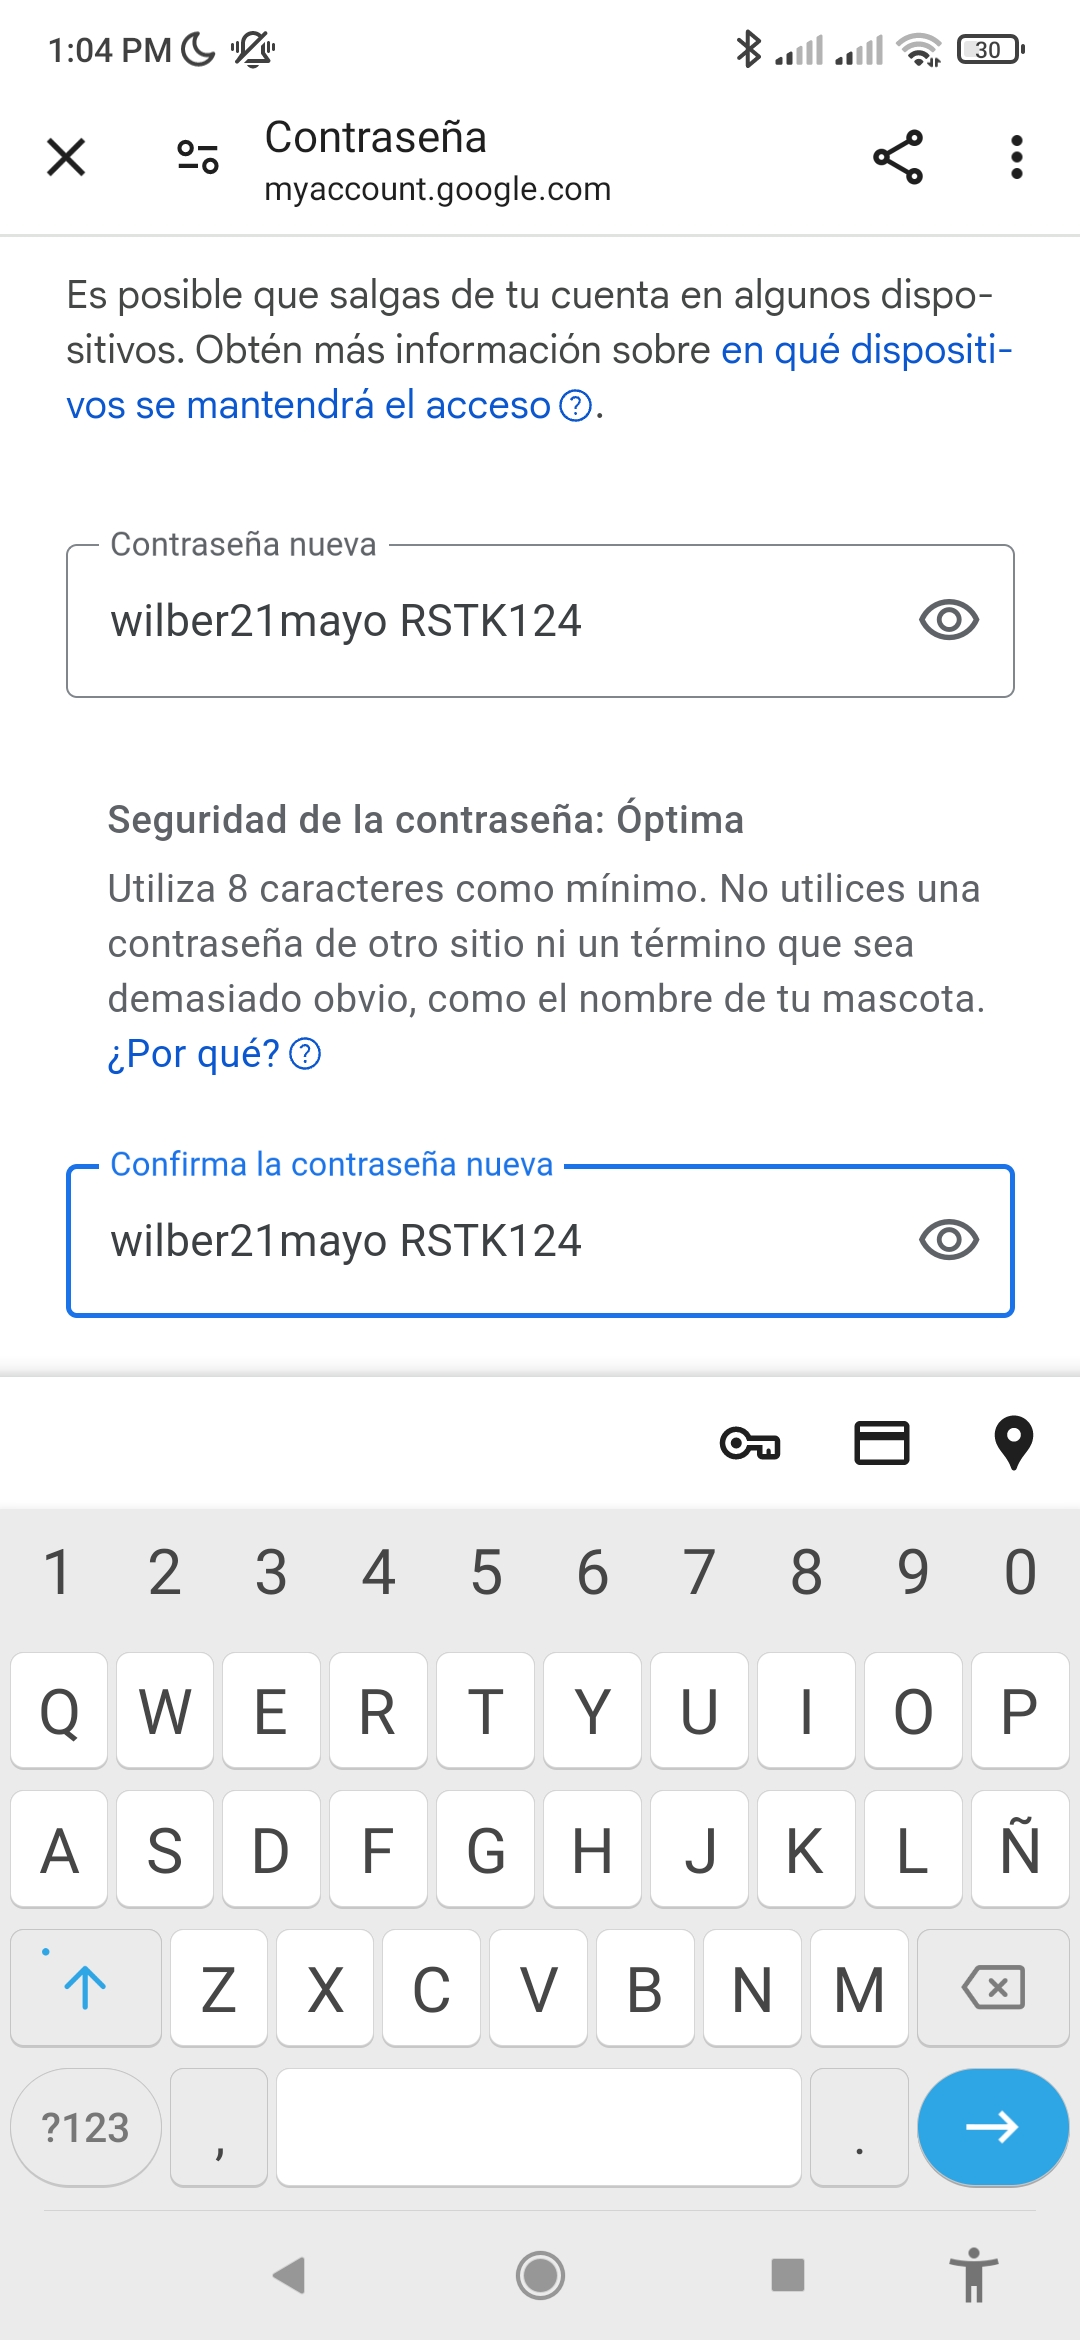 1:04 PM
30
Contraseña
myaccount.google.com
Es posible que salgas de tu cuenta en algunos dispo-
sitivos. Obtén más información sobre en qué dispositi-
vos se mantendrá el acceso ?.
Contraseña nueva
wilber21mayo RSTK124
Seguridad de la contraseña: Óptima
Utiliza 8 caracteres como mínimo. No utilices una
contraseña de otro sitio ni un término que sea
demasiado obvio, como el nombre de tu mascota.
¿Por qué? ?
Confirma la contraseña nueva
wilber21mayo RSTK124
1 2 3 4 5 6 7 8 9 0
Q W E R T Y U I O P
A S D F G H J K L Ñ
Z X C V B N M
?123 , .